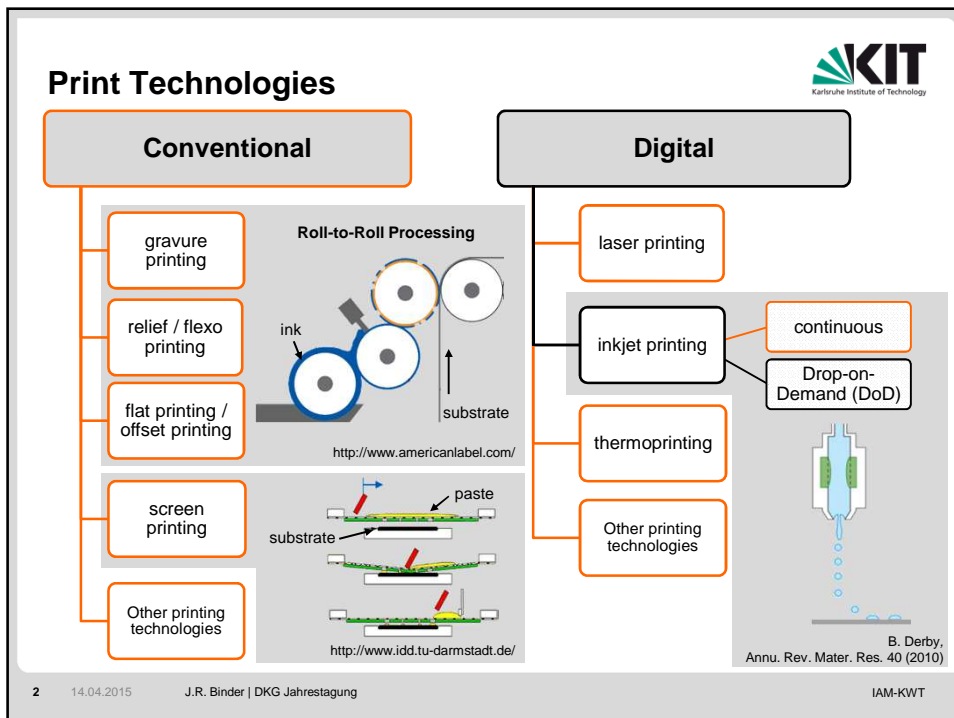 Print Technologies
KIT
Karlsruhe Institute of Technology
Conventional
gravure
printing
relief / flexo
printing
flat printing /
offset printing
Roll-to-Roll Processing
ink
substrate
http://www.americanlabel.com/
screen
printing
paste
substrate
http://www.idd.tu-darmstadt.de/
Other printing
technologies
Digital
laser printing
inkjet printing
continuous
Drop-on-
Demand (DoD)
thermoprinting
Other printing
technologies
B. Derby,
Annu. Rev. Mater. Res. 40 (2010)
2 14.04.2015 J.R. Binder | DKG Jahrestagung IAM-KWT